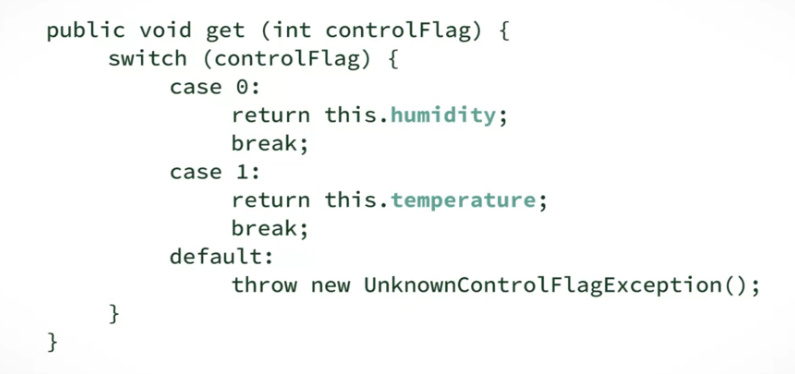 public void get (int controlFlag) {
switch (controlFlag) {
case 0:
return this.humidity;
break;
case 1:
return this.temperature;
break;
default:
throw new UnknownControlFlagException();
}
}